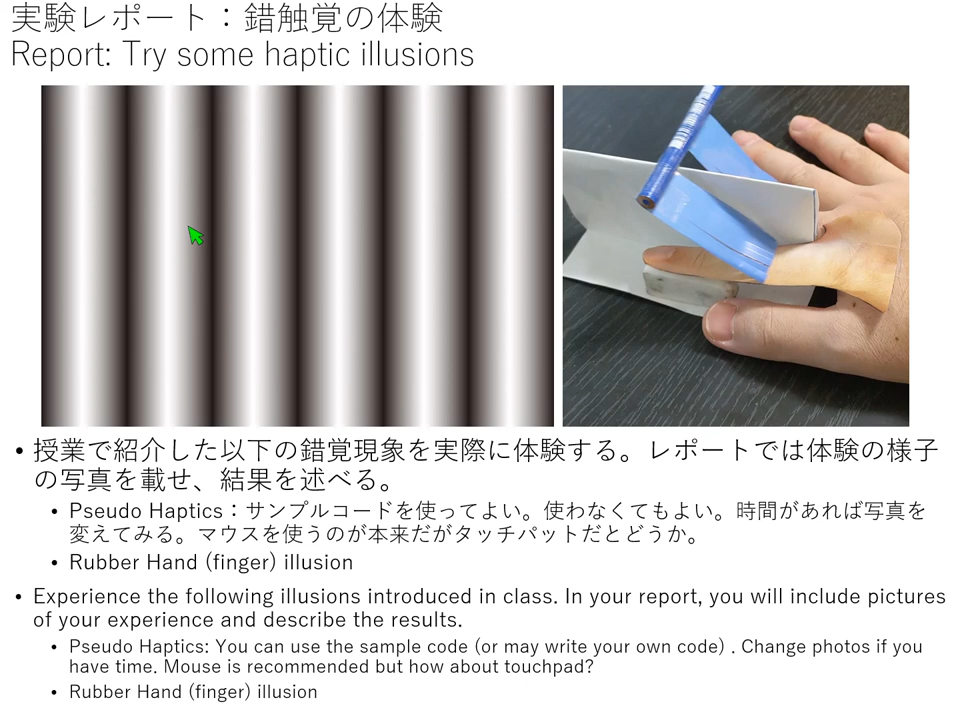 実験レポート：錯触覚の体験
Report: Try some haptic illusions
• 授業で紹介した以下の錯覚現象を実際に体験する。レポートでは体験の様子
の写真を載せ、結果を述べる。
• Pseudo Haptics：サンプルコードを使ってよい。使わなくてもよい。時間があれば写真を
変えてみる。マウスを使うのが本来だがタッチパットだとどうか。
• Rubber Hand (finger) illusion
• Experience the following illusions introduced in class. In your report, you will include pictures
of your experience and describe the results.
• Pseudo Haptics: You can use the sample code (or may write your own code) . Change photos if you
have time. Mouse is recommended but how about touchpad?
• Rubber Hand (finger) illusion